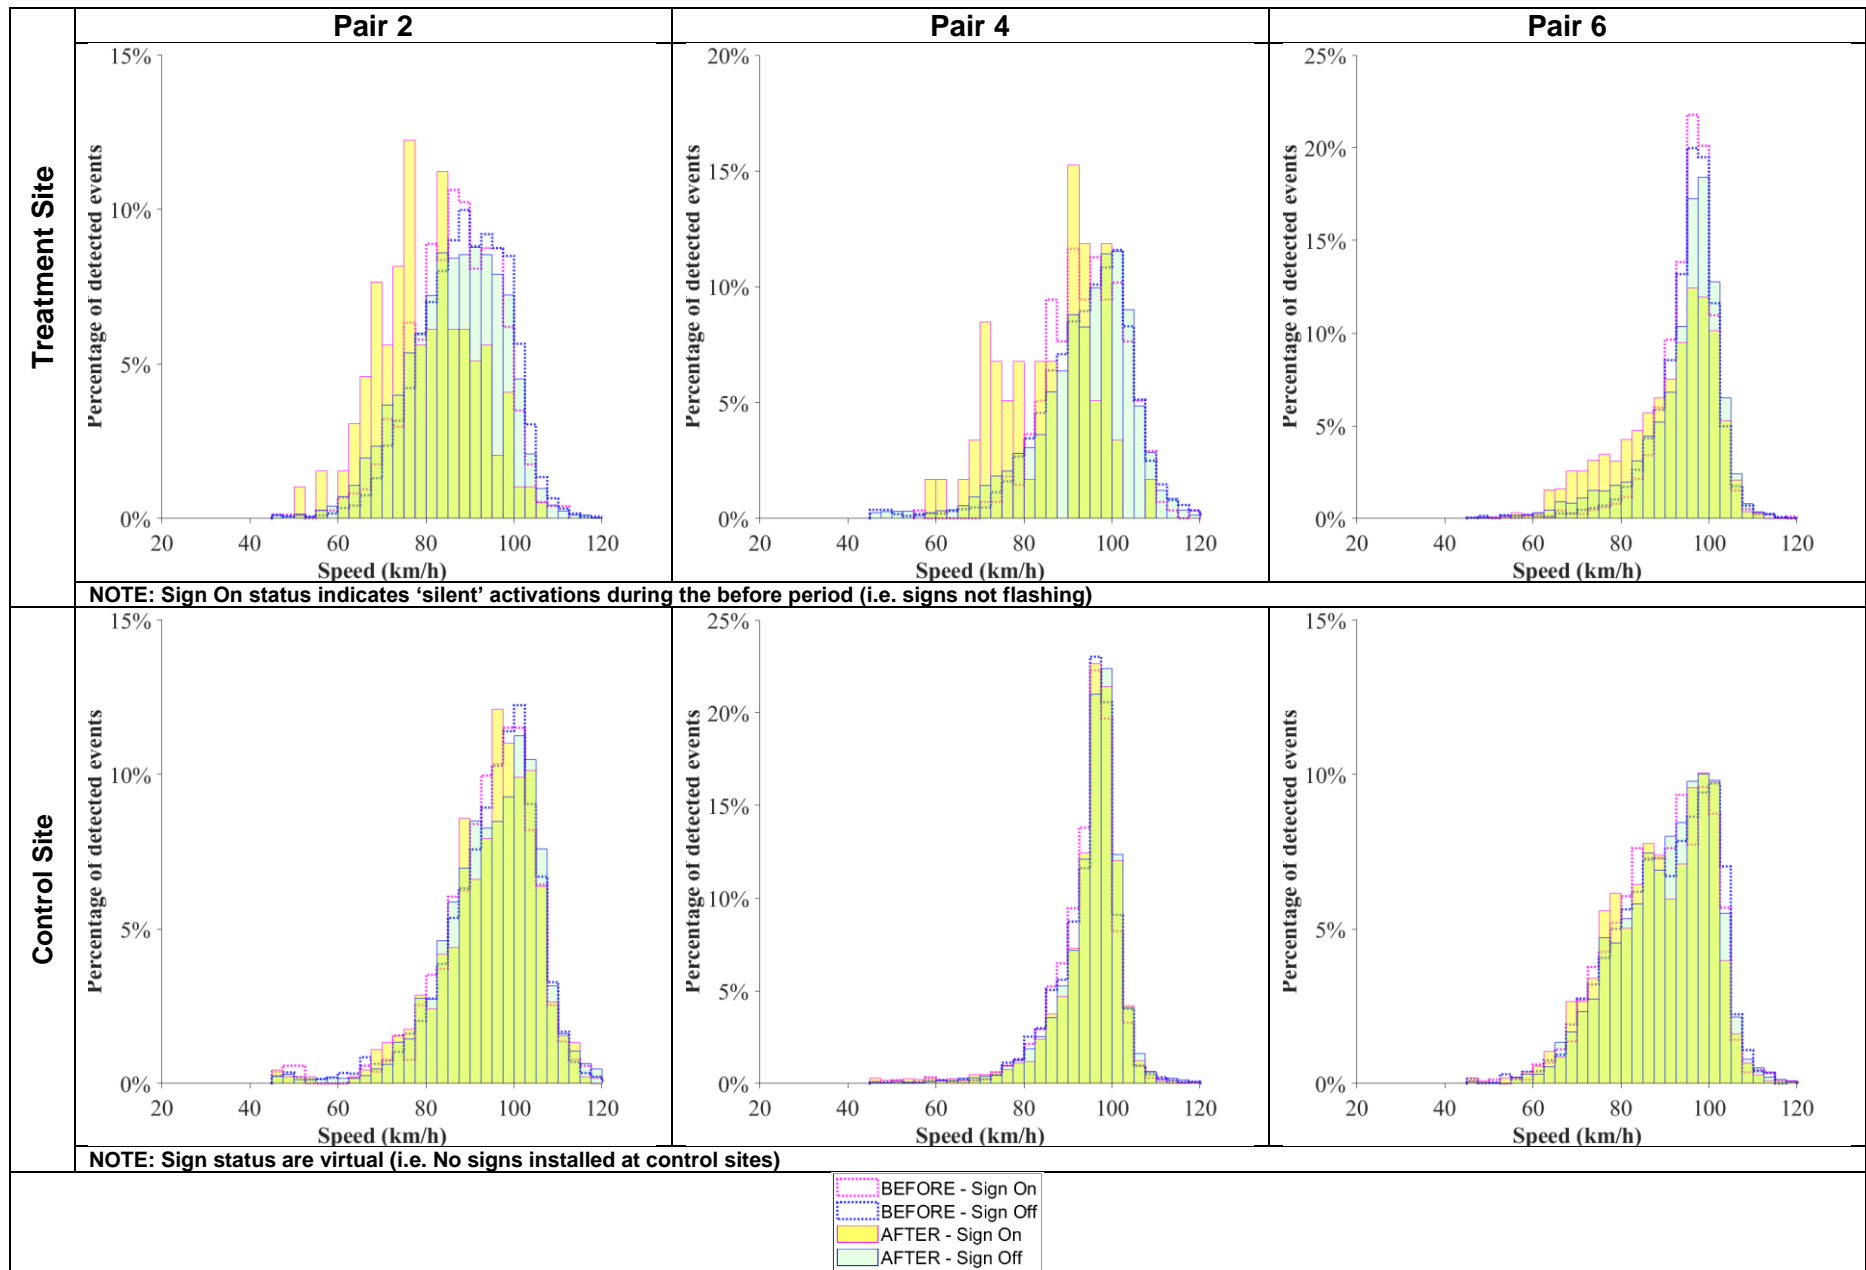 Pair 2
Pair 4
Pair 6
Treatment Site
15%
10%
5%
0%
20 40 60 80 100 120
Percentage of detected events
Speed (km/h)
20%
15%
10%
5%
0%
20 40 60 80 100 120
Percentage of detected events
Speed (km/h)
25%
20%
15%
10%
5%
0%
20 40 60 80 100 120
Percentage of detected events
Speed (km/h)
NOTE: Sign On status indicates ‘silent’ activations during the before period (i.e. signs not flashing)
Control Site
15%
10%
5%
0%
20 40 60 80 100 120
Percentage of detected events
Speed (km/h)
25%
20%
15%
10%
5%
0%
20 40 60 80 100 120
Percentage of detected events
Speed (km/h)
15%
10%
5%
0%
20 40 60 80 100 120
Percentage of detected events
Speed (km/h)
NOTE: Sign status are virtual (i.e. No signs installed at control sites)
BEFORE - Sign On
BEFORE - Sign Off
AFTER - Sign On
AFTER - Sign Off